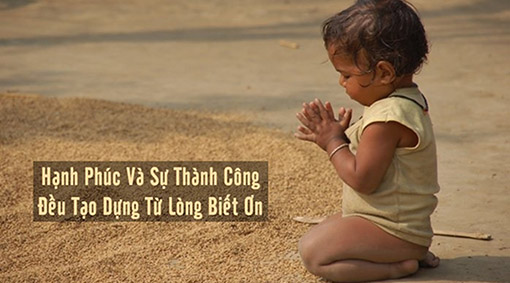 Hạnh Phúc Và Sự Thành Công
Đều Tạo Dựng Từ Lòng Biết Ơn